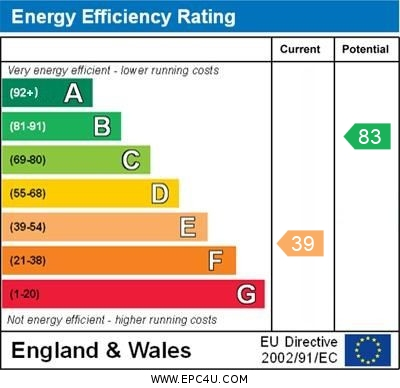 Energy Efficiency Rating
Current Potential
Very energy efficient - lower running costs
(92+) A
(81-91) B
83
(69-80) C
(55-68) D
(39-54) E
39
(21-38) F
(1-20) G
Not energy efficient - higher running costs
England & Wales
EU Directive
2002/91/EC
WWW.EPC4U.COM